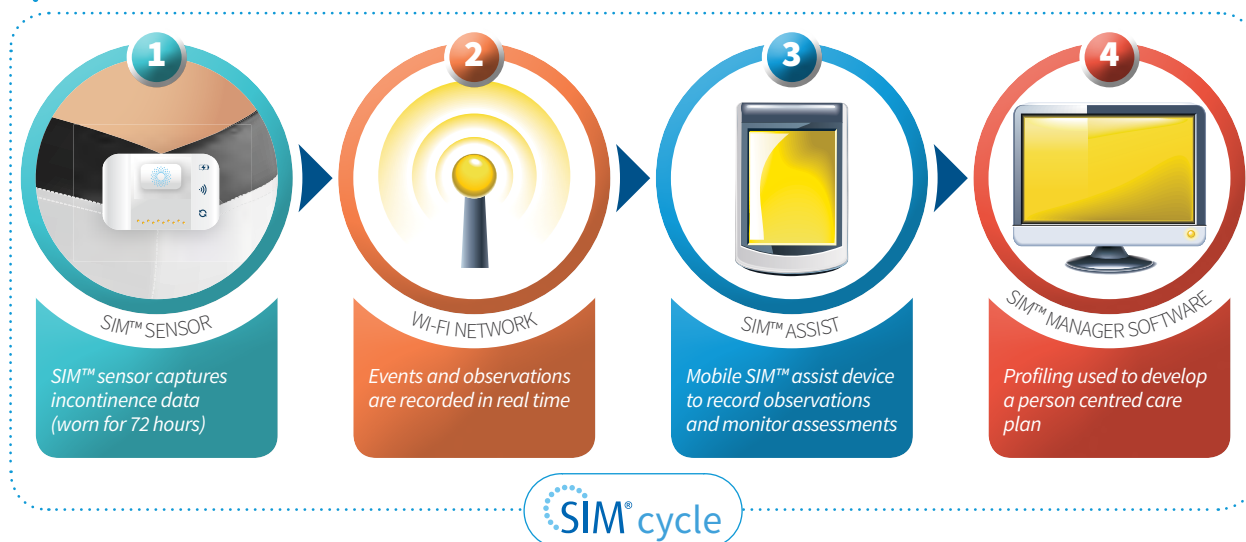 1
SIM™ SENSOR
SIM™ sensor captures
incontinence data
(worn for 72 hours)
2
WI-FI NETWORK
Events and observations
are recorded in real time
3
SIM™ ASSIST
Mobile SIM™ assist device
to record observations
and monitor assessments
4
SIM™ MANAGER SOFTWARE
Profiling used to develop
a person centred care
plan
SIM® cycle